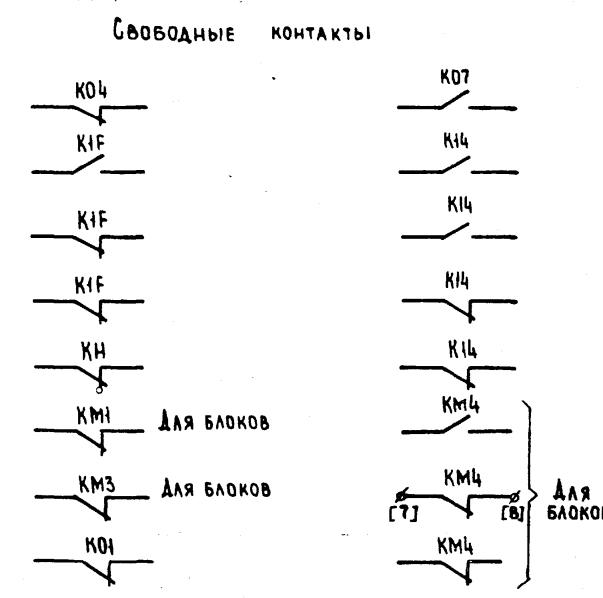 Свободные контакты
К04
К1F
К1F
К1F
КН
КМ1 Для блоков
КМ3 Для блоков
К01
К07
К14
К14
К14
К14
КМ4
КМ4
[7] [8]
КМ4
Для
блоков